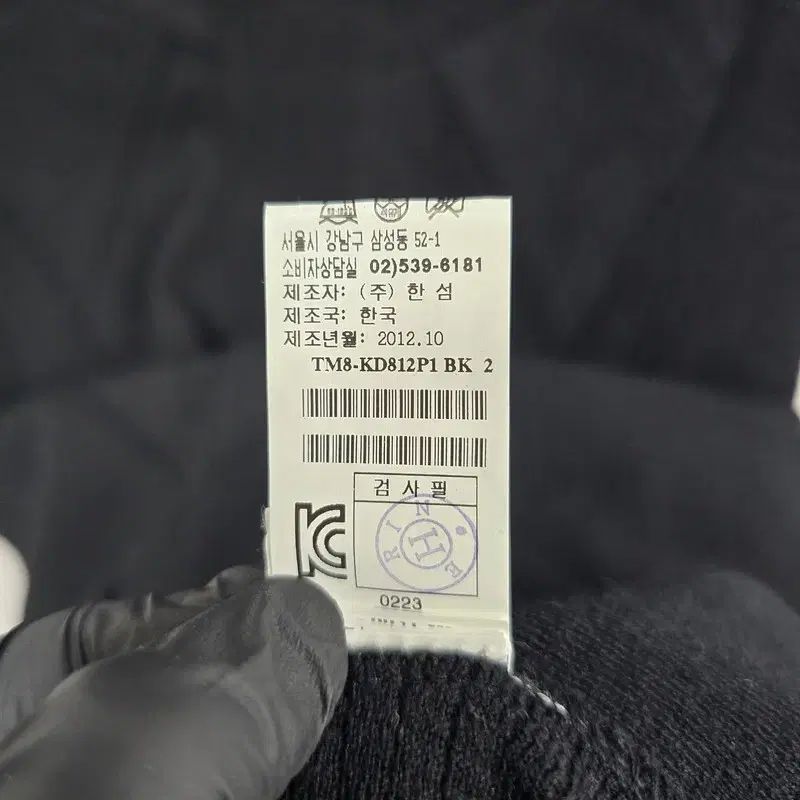 서울시 강남구 삼성동 52-1
소비자상담실 02)539-6181
제조자: (주) 한 섬
제조국: 한국
제조년월: 2012.10
TM8-KD812P1 BK 2
검 사 필
RINE
H
KC
0223